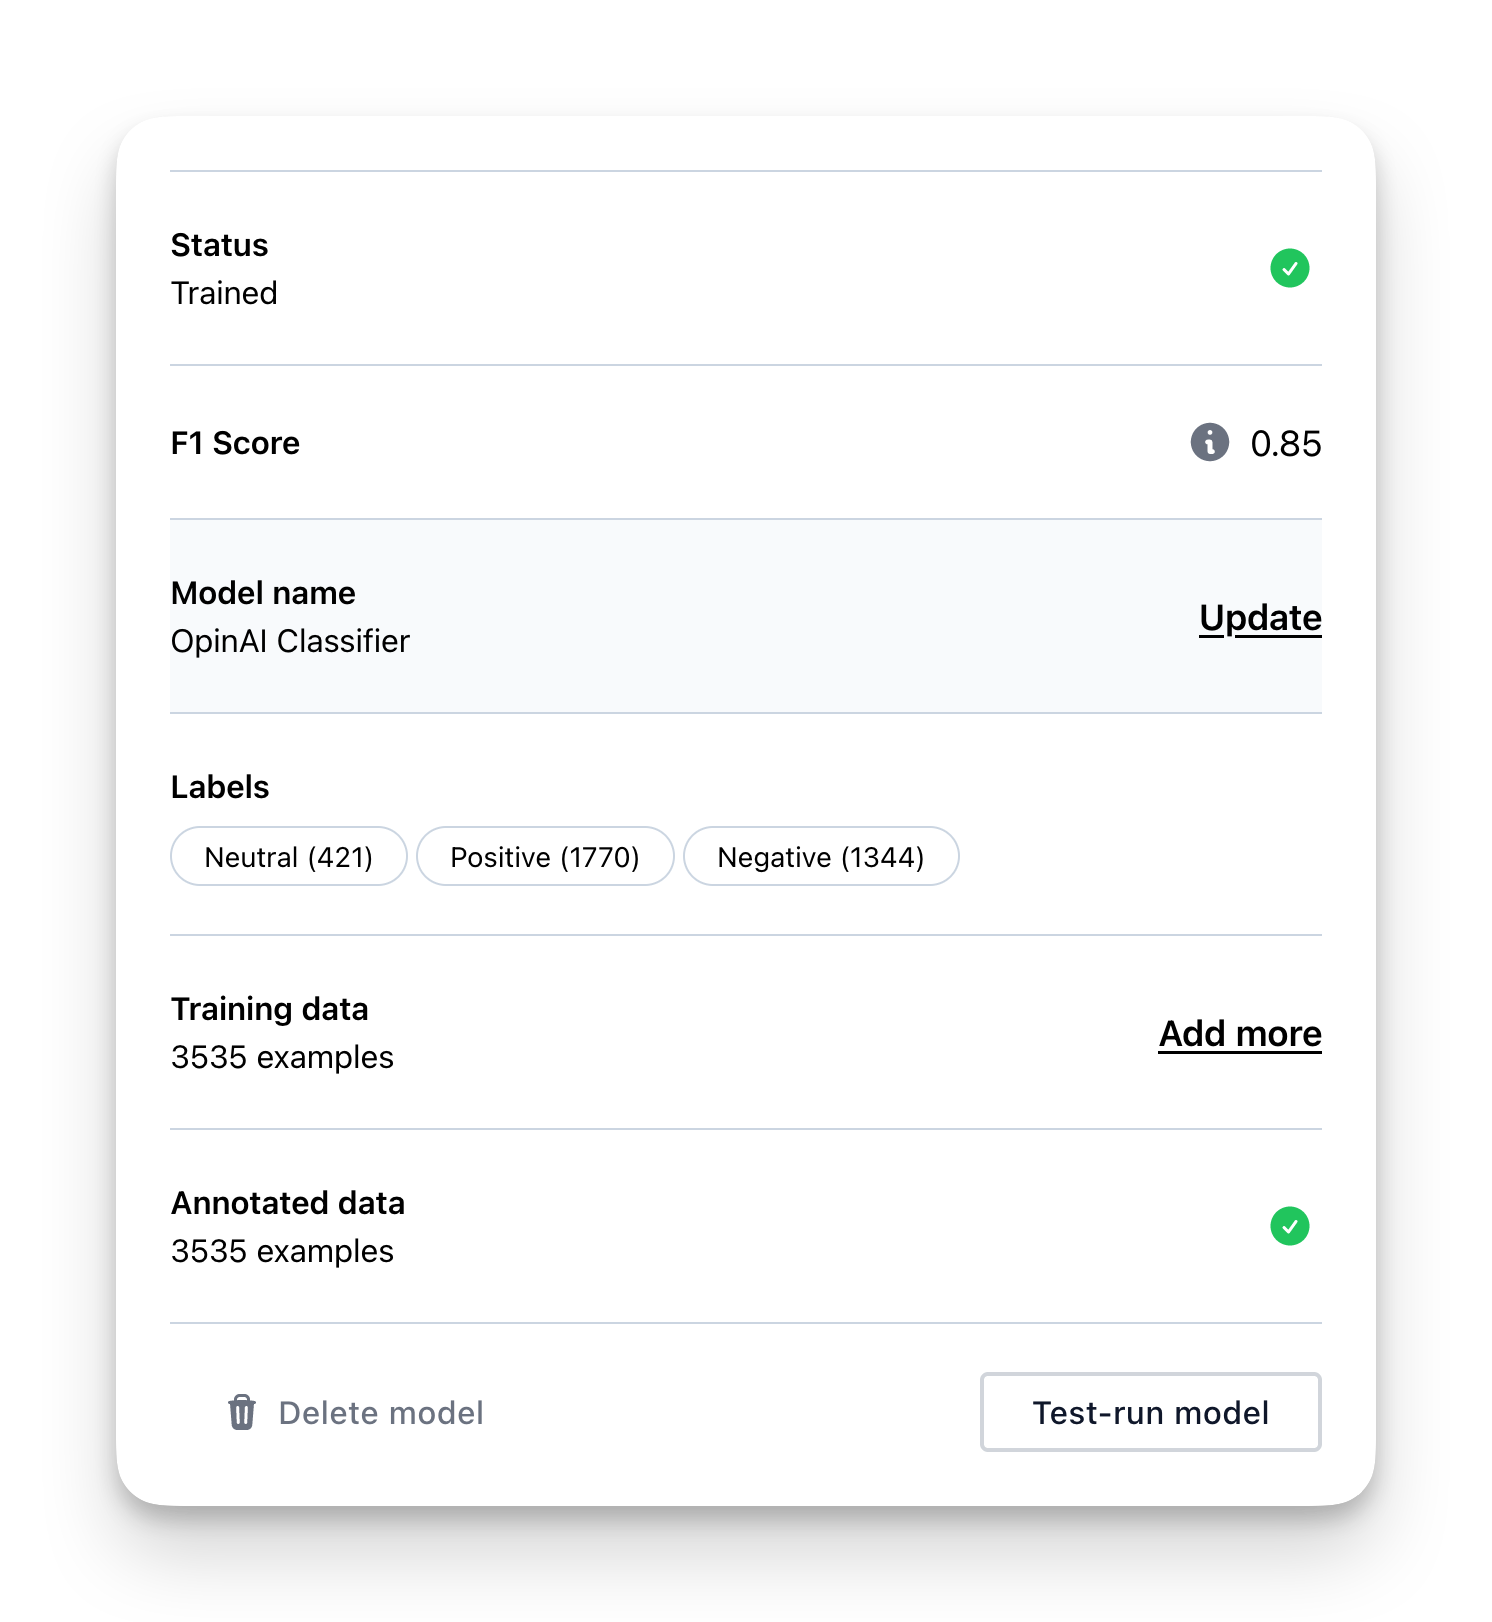 Status
Trained
F1 Score
0.85
Model name
OpinAI Classifier
Update
Labels
Neutral (421) Positive (1770) Negative (1344)
Training data
3535 examples
Add more
Annotated data
3535 examples
Delete model
Test-run model